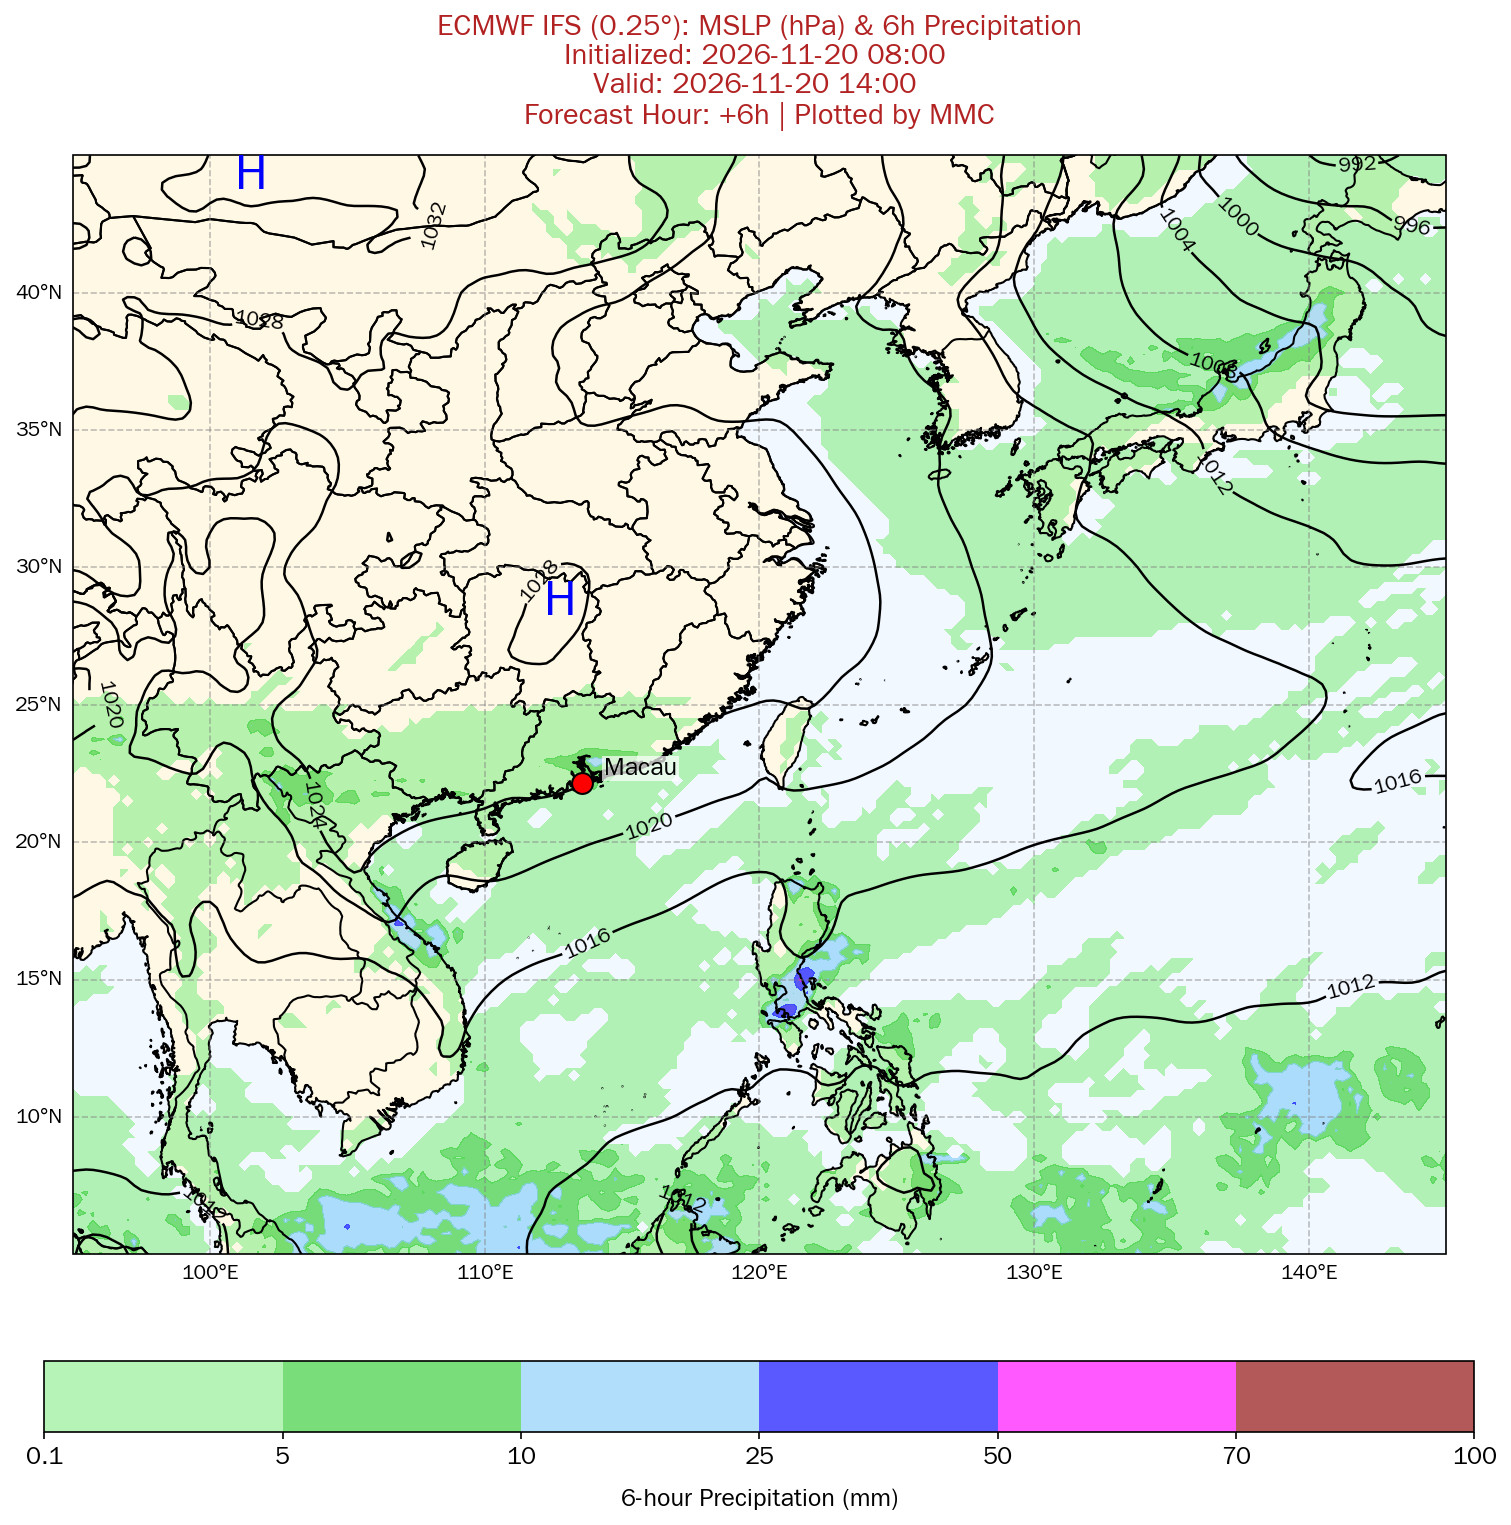 ECMWF IFS (0.25°): MSLP (hPa) & 6h Precipitation
Initialized: 2026-11-20 08:00
Valid: 2026-11-20 14:00
Forecast Hour: +6h | Plotted by MMC
H
992
1032
1004
1000
996
40°N
1028
1008
35°N
1012
30°N
1028
H
25°N
1020
Macau
1016
1024
20°N
1020
1016
15°N
1012
10°N
1012
1012
100°E
110°E
120°E
130°E
140°E
0.1
5
10
25
50
70
100
6-hour Precipitation (mm)